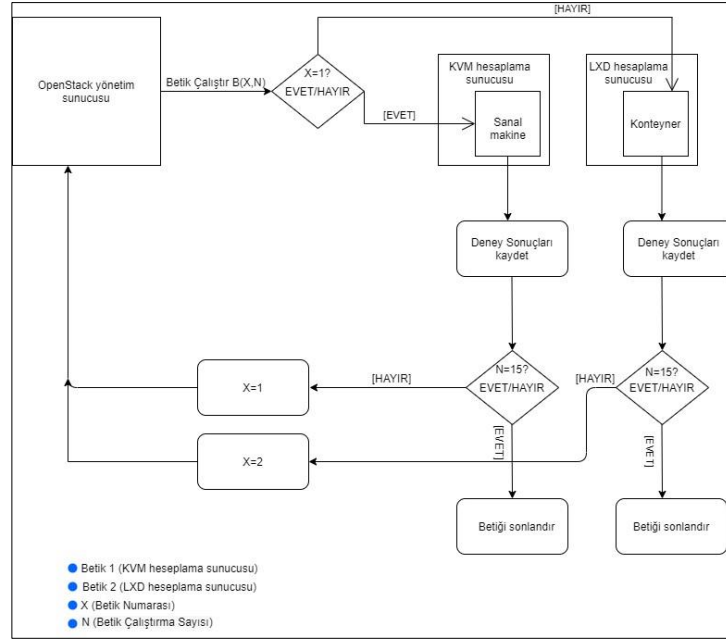 [HAYIR]
OpenStack yönetim
sunucusu
Betik Çalıştır B(X,N)
X=1?
EVET/HAYIR
[EVET]
KVM hesaplama
sunucusu
Sanal
makine
LXD hesaplama
sunucusu
Konteyner
Deney Sonuçları
kaydet
Deney Sonuçları
kaydet
N=15?
EVET/HAYIR
[HAYIR]
N=15?
EVET/HAYIR
[HAYIR]
X=1
X=2
[EVET]
[EVET]
Betiği sonlandır
Betiği sonlandır
Betik 1 (KVM heseplama sunucusu)
Betik 2 (LXD heseplama sunucusu)
X (Betik Numarası)
N (Betik Çalıştırma Sayısı)